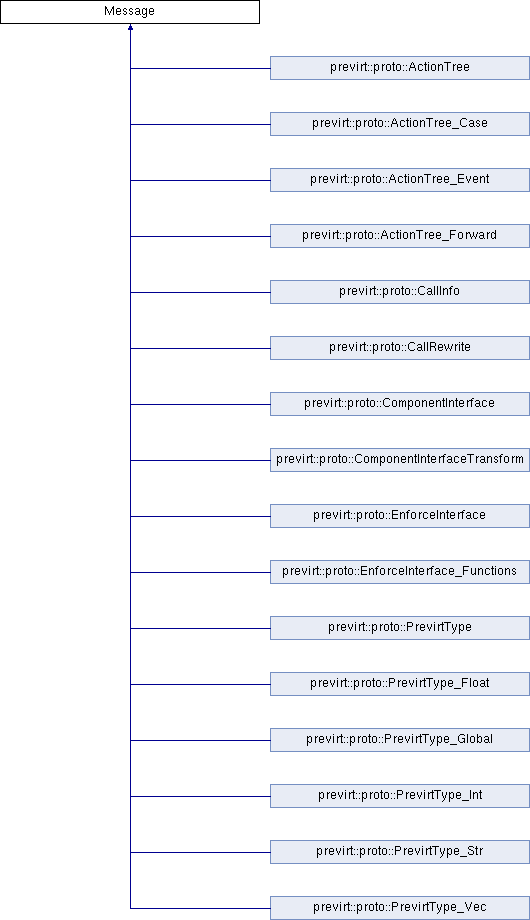 Message
previrt::proto::ActionTree
previrt::proto::ActionTree_Case
previrt::proto::ActionTree_Event
previrt::proto::ActionTree_Forward
previrt::proto::CallInfo
previrt::proto::CallRewrite
previrt::proto::ComponentInterface
previrt::proto::ComponentInterfaceTransform
previrt::proto::EnforceInterface
previrt::proto::EnforceInterface_Functions
previrt::proto::PrevirtType
previrt::proto::PrevirtType_Float
previrt::proto::PrevirtType_Global
previrt::proto::PrevirtType_Int
previrt::proto::PrevirtType_Str
previrt::proto::PrevirtType_Vec